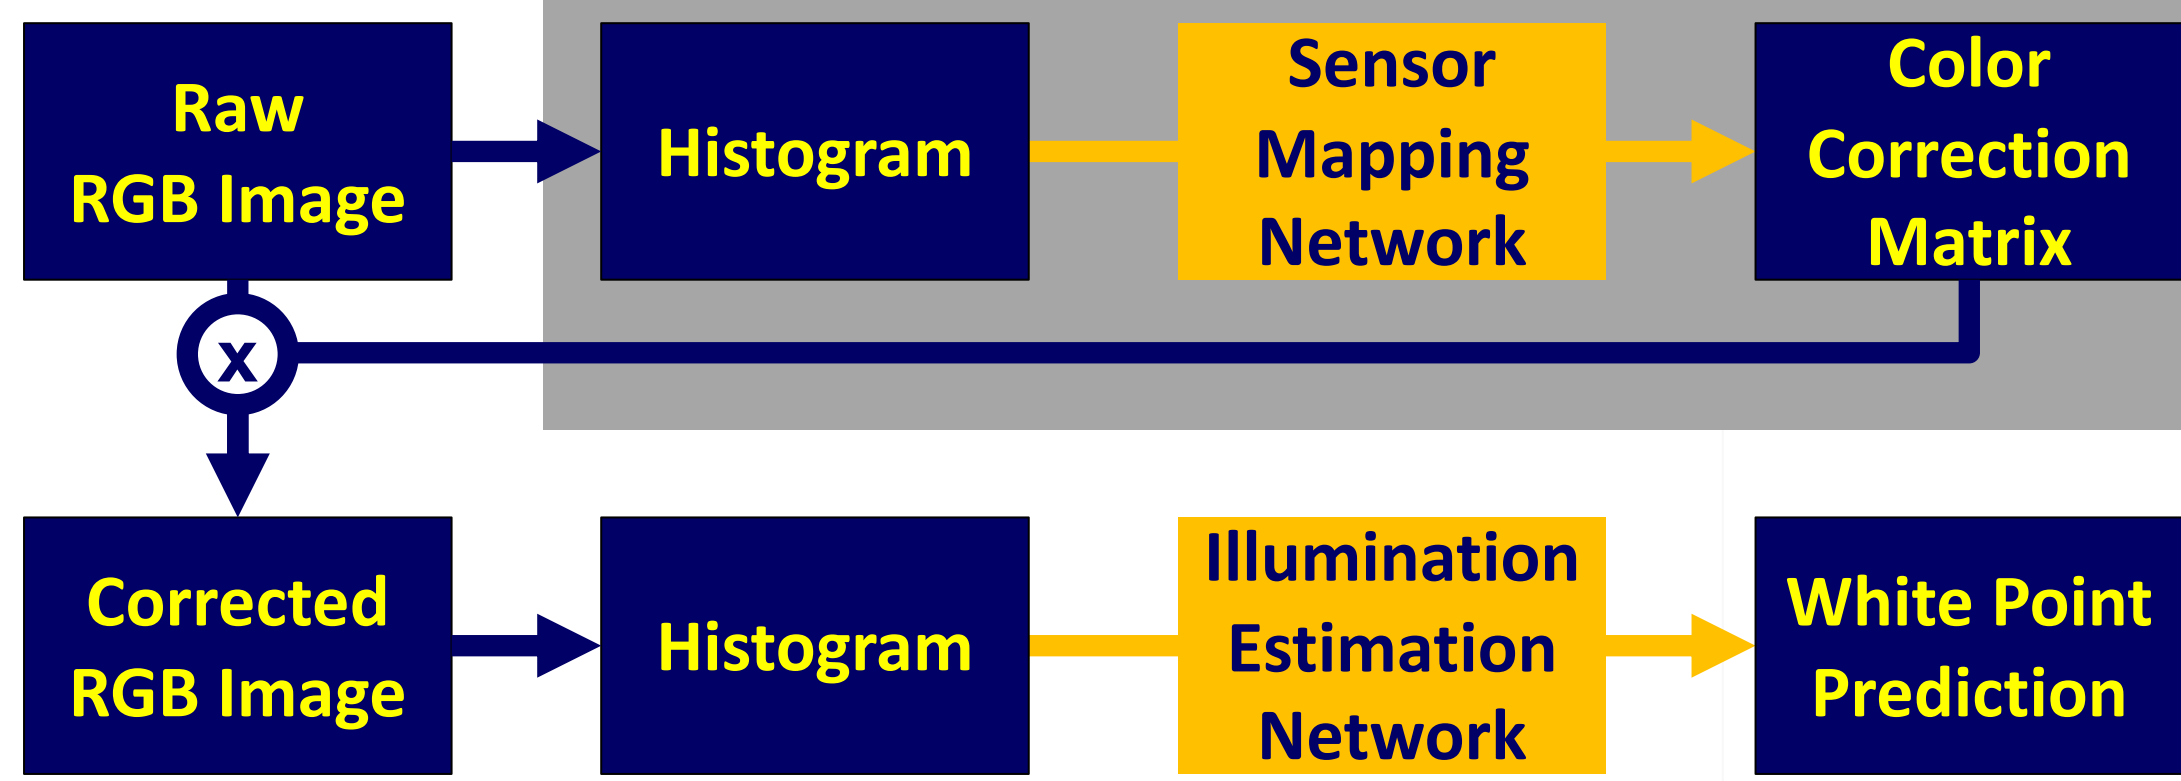 Raw
RGB Image
Histogram
Sensor
Mapping
Network
Color
Correction
Matrix
x
Corrected
RGB Image
Histogram
Illumination
Estimation
Network
White Point
Prediction